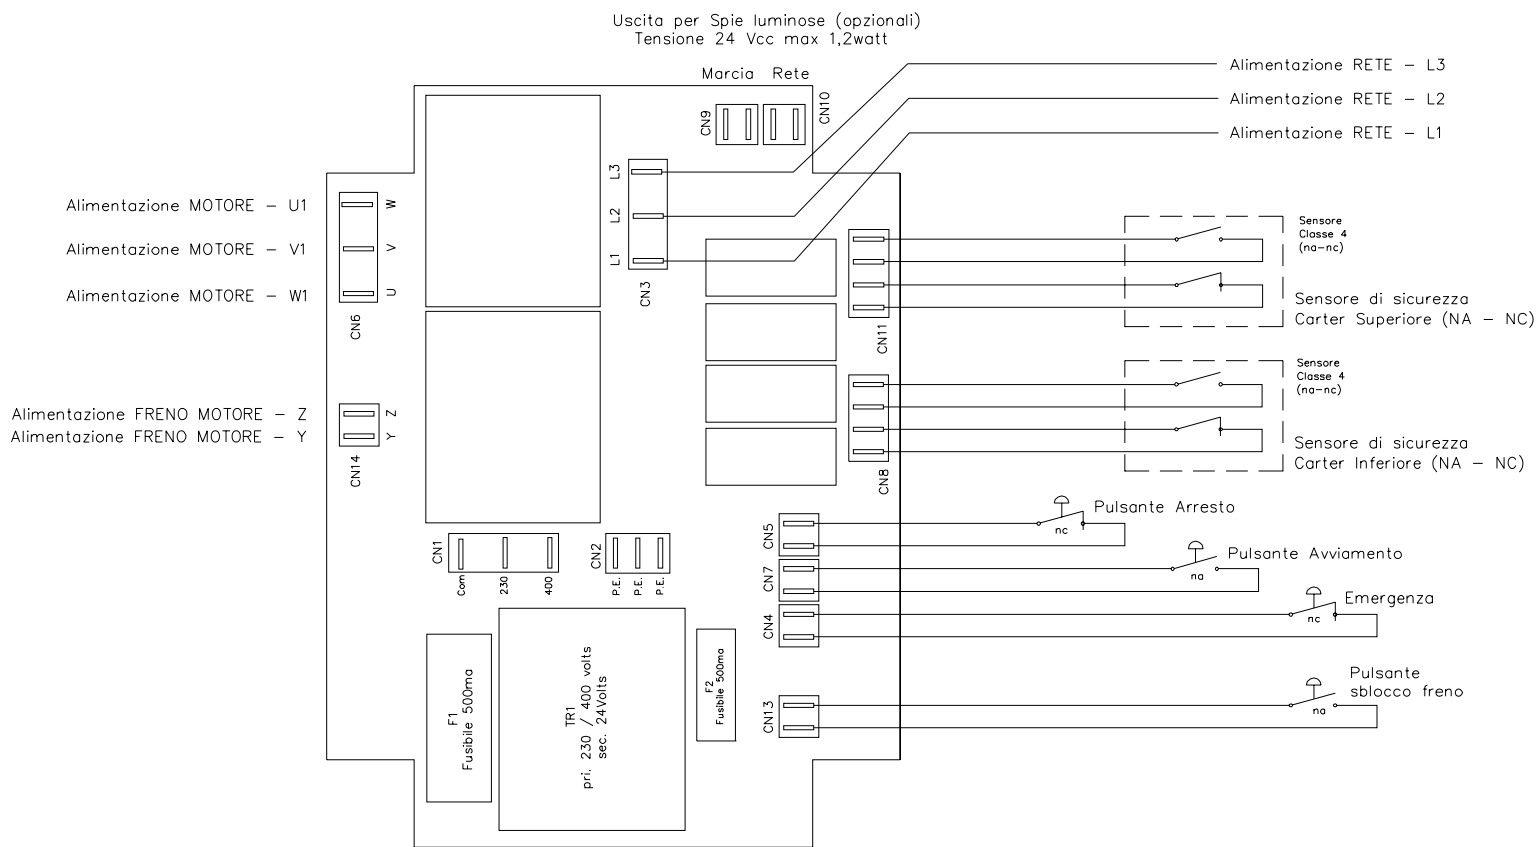 Uscita per Spie luminose (opzionali)
Tensione 24 Vcc max 1,2watt
Marcia Rete
CN9
CN10
Alimentazione RETE - L3
Alimentazione RETE - L2
Alimentazione RETE - L1
L3
L2
L1
CN3
Alimentazione MOTORE - U1
W
Alimentazione MOTORE - V1
V
Alimentazione MOTORE - W1
U
CN6
Sensore
Classe 4
(na-nc)
Sensore di sicurezza
Carter Superiore (NA - NC)
CN11
Sensore
Classe 4
(na-nc)
Sensore di sicurezza
Carter Inferiore (NA - NC)
CN8
Alimentazione FRENO MOTORE - Z
Z
Alimentazione FRENO MOTORE - Y
Y
CN14
CN1
Com
230
400
CN2
P.E.
P.E.
P.E.
CN5
nc
Pulsante Arresto
CN7
na
Pulsante Avviamento
CN4
nc
Emergenza
CN13
na
Pulsante
sblocco freno
F1
Fusibile 500ma
TR1
pri. 230 / 400 volts
sec. 24Volts
F2
Fusibile 500ma